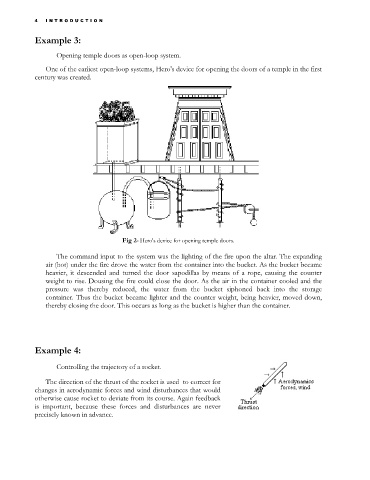 4 INTRODUCTION
Example 3:
Opening temple doors as open-loop system.
One of the earliest open-loop systems, Hero's device for opening the doors of a temple in the first
century was created.
Fig 2- Hero's device for opening temple doors.
The command input to the system was the lighting of the fire upon the altar. The expanding
air (hot) under the fire drove the water from the container into the bucket. As the bucket became
heavier, it descended and turned the door sapodillas by means of a rope, causing the counter
weight to rise. Dousing the fire could close the door. As the air in the container cooled and the
pressure was thereby reduced, the water from the bucket siphoned back into the storage
container. Thus the bucket became lighter and the counter weight, being heavier, moved down,
thereby closing the door. This occurs as long as the bucket is higher than the container.
Example 4:
Controlling the trajectory of a rocket.
The direction of the thrust of the rocket is used to correct for
changes in aerodynamic forces and wind disturbances that would
otherwise cause rocket to deviate from its course. Again feedback
is important, because these forces and disturbances are never
precisely known in advance.
Aerodynamics
forces, wind
Thrust
direction